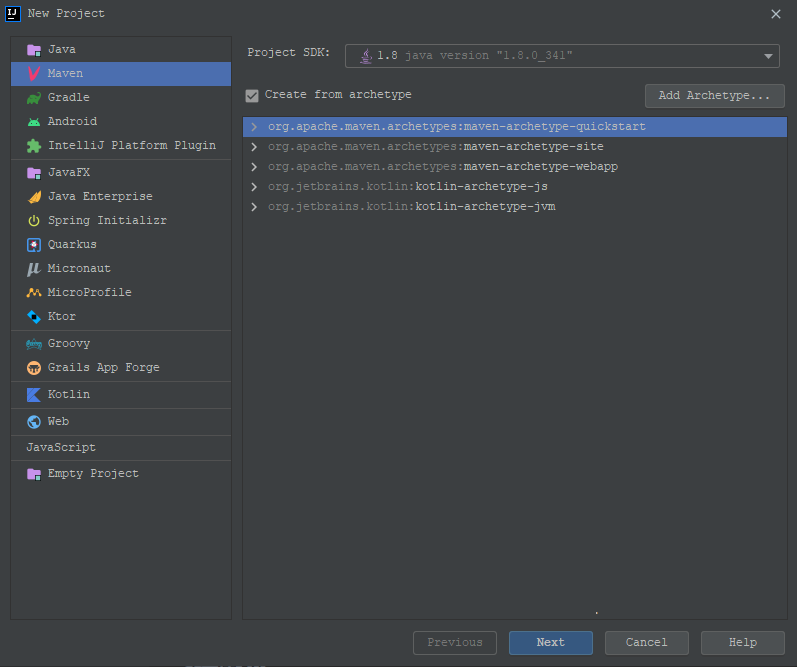 New Project
Java
Maven
Gradle
Android
IntelliJ Platform Plugin
JavaFX
Java Enterprise
Spring Initializr
Quarkus
Micronaut
MicroProfile
Ktor
Groovy
Grails App Forge
Kotlin
Web
JavaScript
Empty Project
Project SDK: 1.8 java version "1.8.0_341"
Create from archetype Add Archetype...
org.apache.maven.archetypes:maven-archetype-quickstart
org.apache.maven.archetypes:maven-archetype-site
org.apache.maven.archetypes:maven-archetype-webapp
org.jetbrains.kotlin:kotlin-archetype-js
org.jetbrains.kotlin:kotlin-archetype-jvm
Previous Next Cancel Help